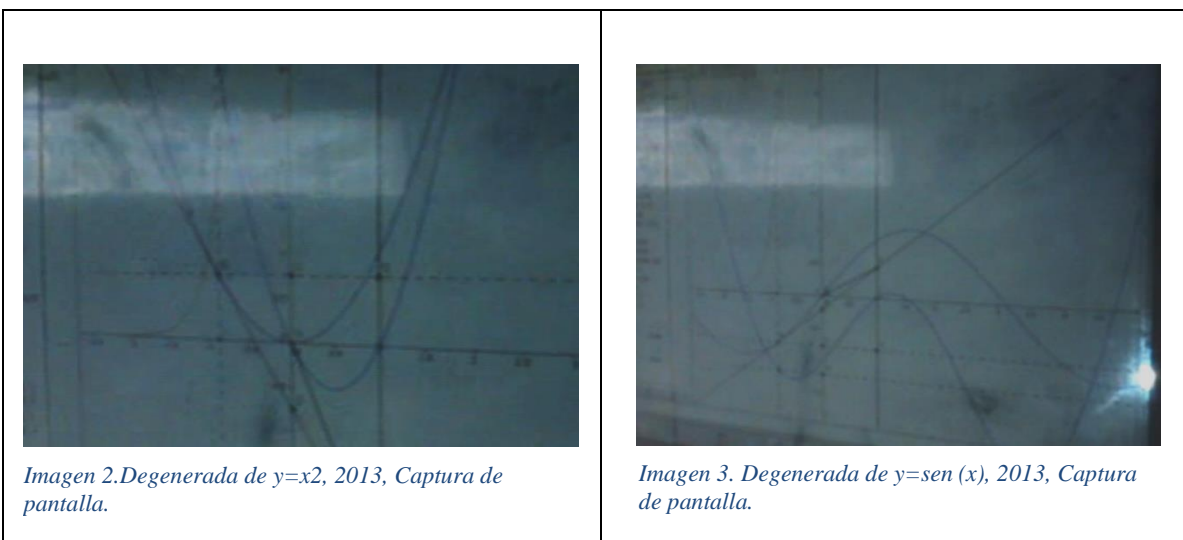 Imagen 2.Degenerada de y=x2, 2013, Captura de
pantalla.
Imagen 3. Degenerada de y=sen (x), 2013, Captura
de pantalla.